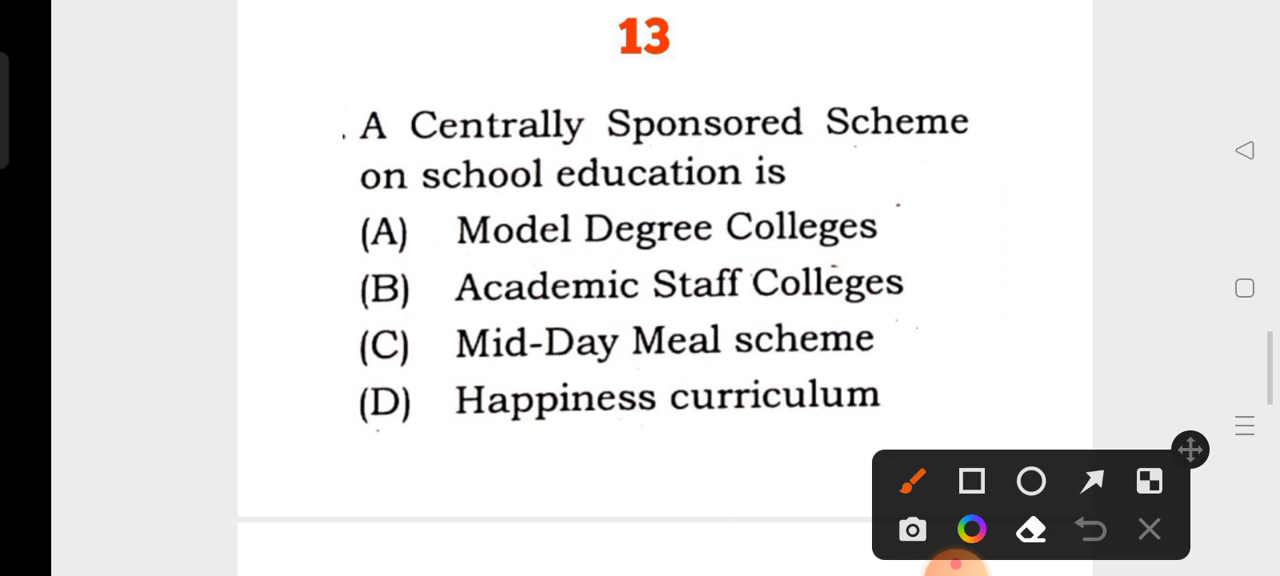 13
. A Centrally Sponsored Scheme
on school education is
(A) Model Degree Colleges
(B) Academic Staff Colleges
(C) Mid-Day Meal scheme
(D) Happiness curriculum